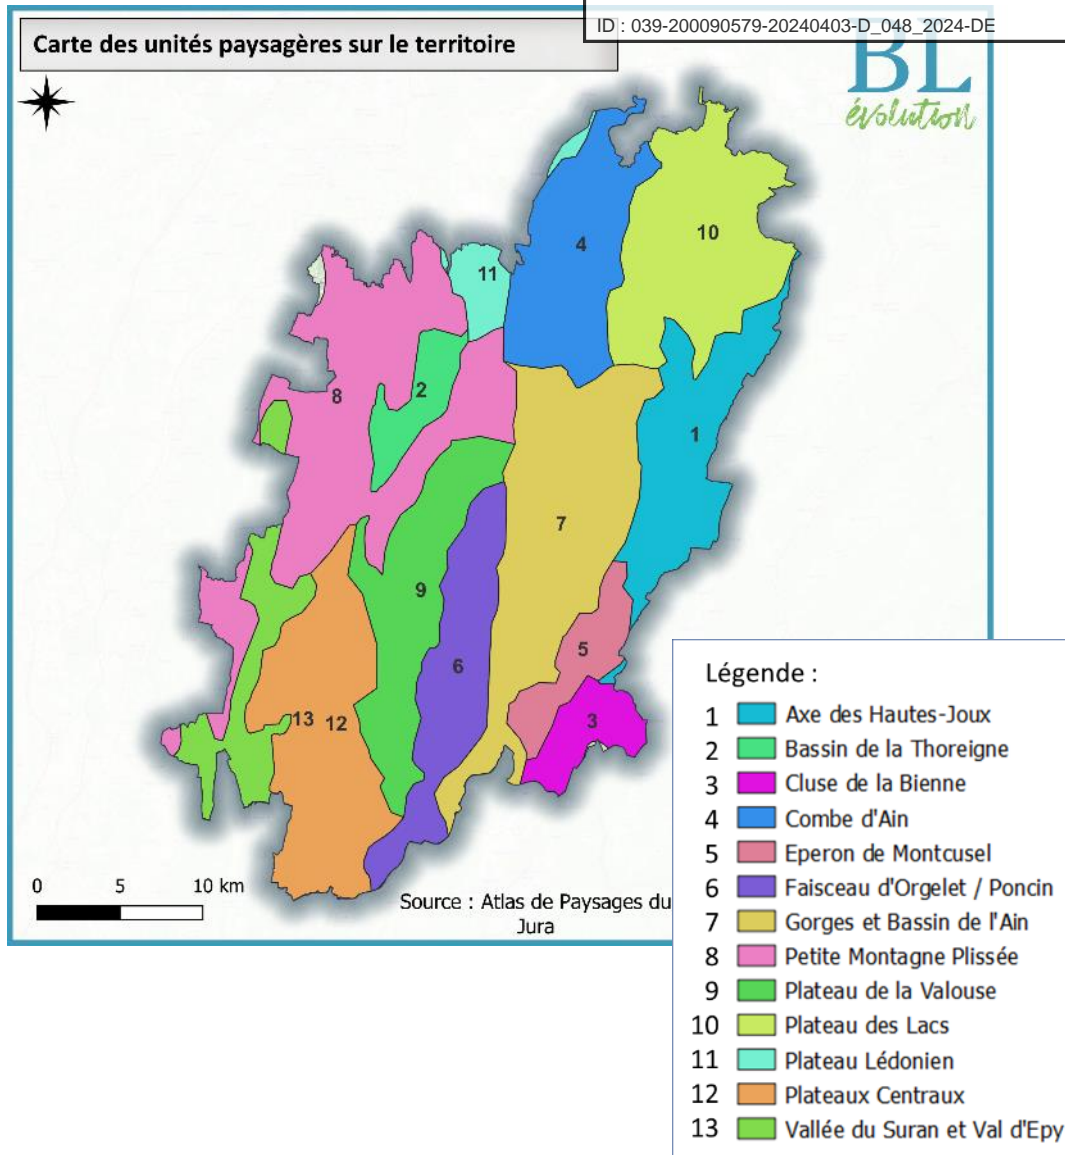 ID : 039-200090579-20240403-D_048_2024-DE
Carte des unités paysagères sur le territoire
BL
évolution
10
4
11
2
8
1
7
9
5
6
3
13
12
0 5 10 km
Source : Atlas de Paysages du
Jura
Légende :
1 Axe des Hautes-Joux
2 Bassin de la Thoreigne
3 Cluse de la Bienne
4 Combe d'Ain
5 Eperon de Montcusel
6 Faisceau d'Orgelet / Poncin
7 Gorges et Bassin de l'Ain
8 Petite Montagne Plissée
9 Plateau de la Valouse
10 Plateau des Lacs
11 Plateau Lédonien
12 Plateaux Centraux
13 Vallée du Suran et Val d'Epy